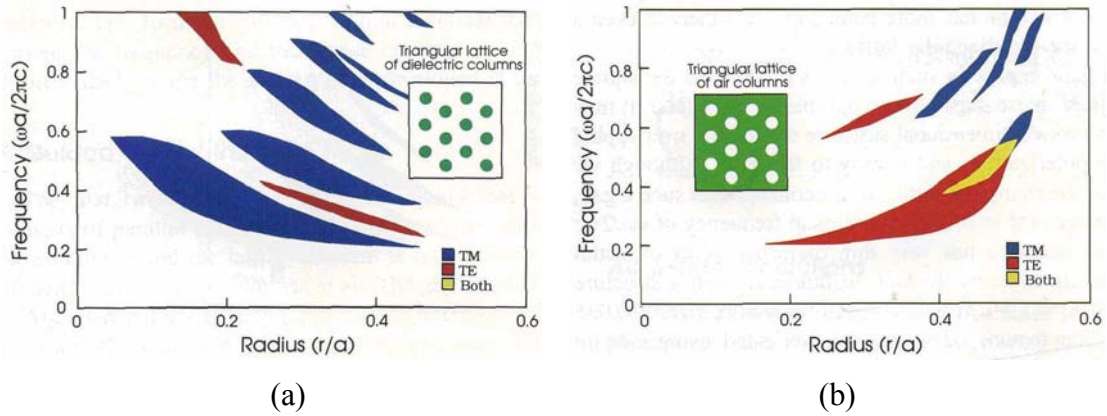 1
0.8
0.6
0.4
0.2
0
Frequency (ωa/2πc)
Triangular lattice
of dielectric columns
TM
TE
Both
0
0.2
0.4
0.6
Radius (r/a)
(a)
1
0.8
0.6
0.4
0.2
0
Frequency (ωa/2πc)
Triangular lattice
of air columns
TM
TE
Both
0
0.2
0.4
0.6
Radius (r/a)
(b)